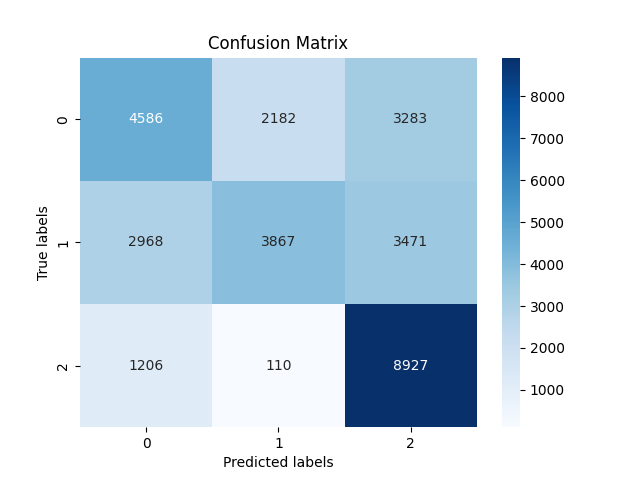 Confusion Matrix
0 4586 2182 3283
1 2968 3867 3471
2 1206 110 8927
0 1 2
True labels
Predicted labels
8000
7000
6000
5000
4000
3000
2000
1000